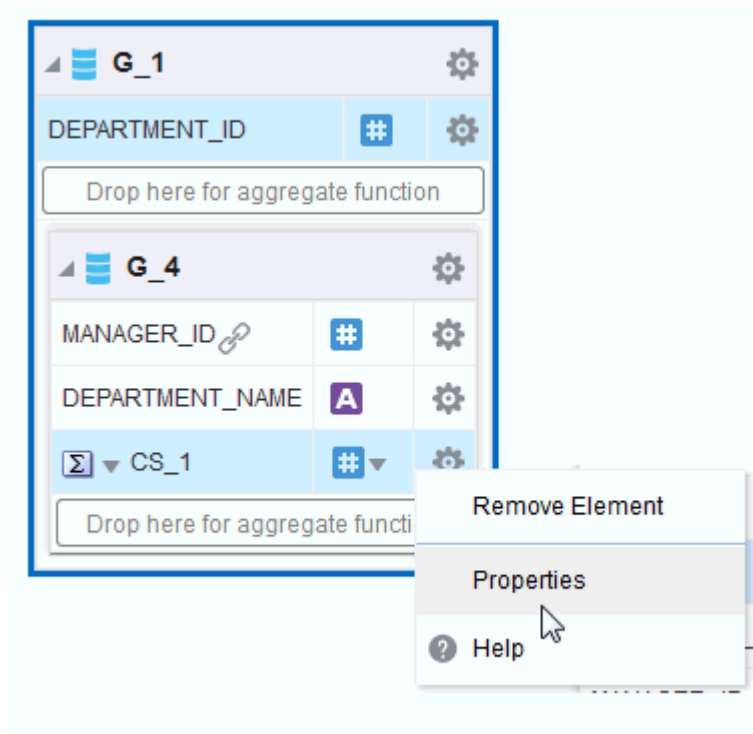 G_1
DEPARTMENT_ID #
Drop here for aggregate function
G_4
MANAGER_ID #
DEPARTMENT_NAME A
Σ CS_1 #
Drop here for aggregate functi
Remove Element
Properties
? Help